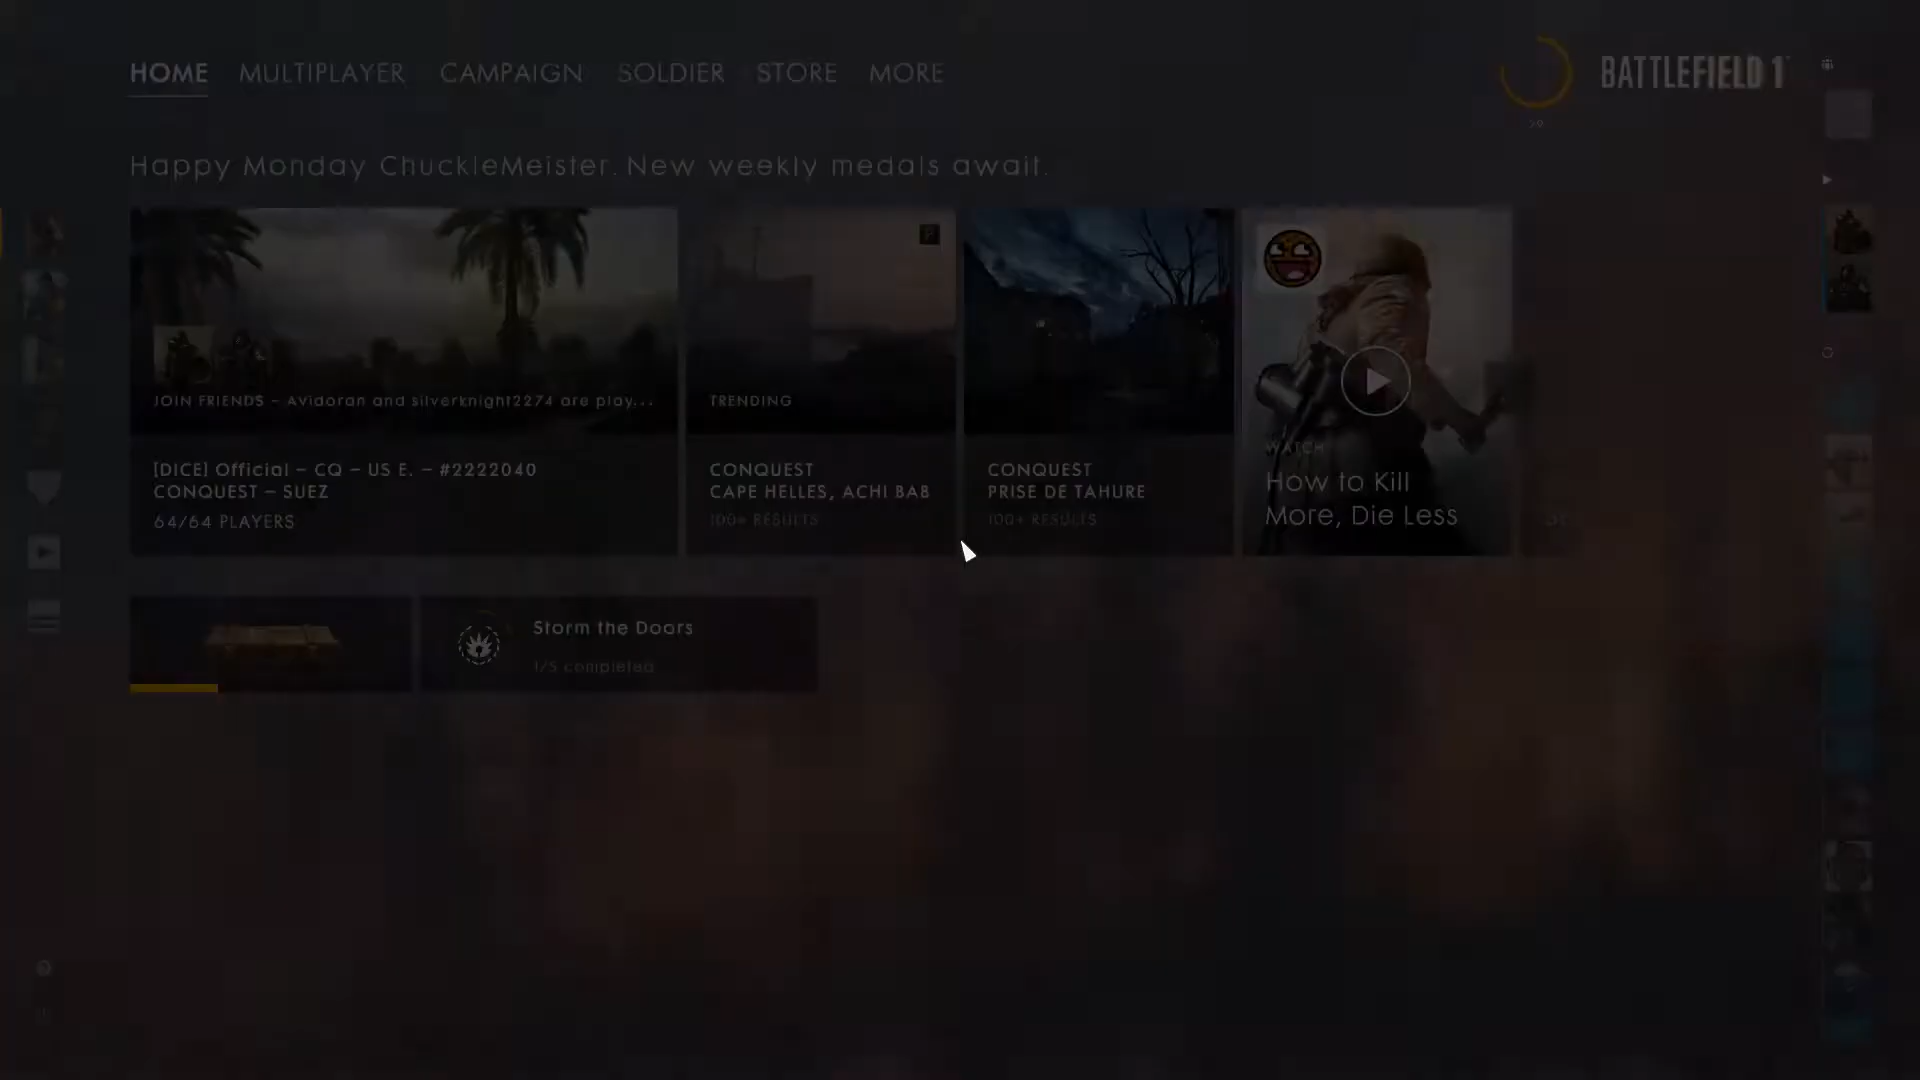 HOME MULTIPLAYER CAMPAIGN SOLDIER STORE MORE
BATTLEFIELD 1
Happy Monday ChuckleMeister. New weekly medals await.
JOIN FRIENDS – Avidoran and silverknight2274 are play...
[DICE] Official – CQ – US E. – #2222040
CONQUEST – SUEZ
64/64 PLAYERS
TRENDING
CONQUEST
CAPE HELLES, ACHI BAB
100+ RESULTS
CONQUEST
PRISE DE TAHURE
100+ RESULTS
WATCH
How to Kill
More, Die Less
Storm the Doors
1/5 completed